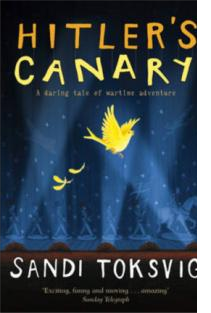 HITLER'S
CANARY
A daring tale of wartime adventure
SANDI TOKSVIG
'Exciting, funny and moving . . . amazing'
Sunday Telegraph